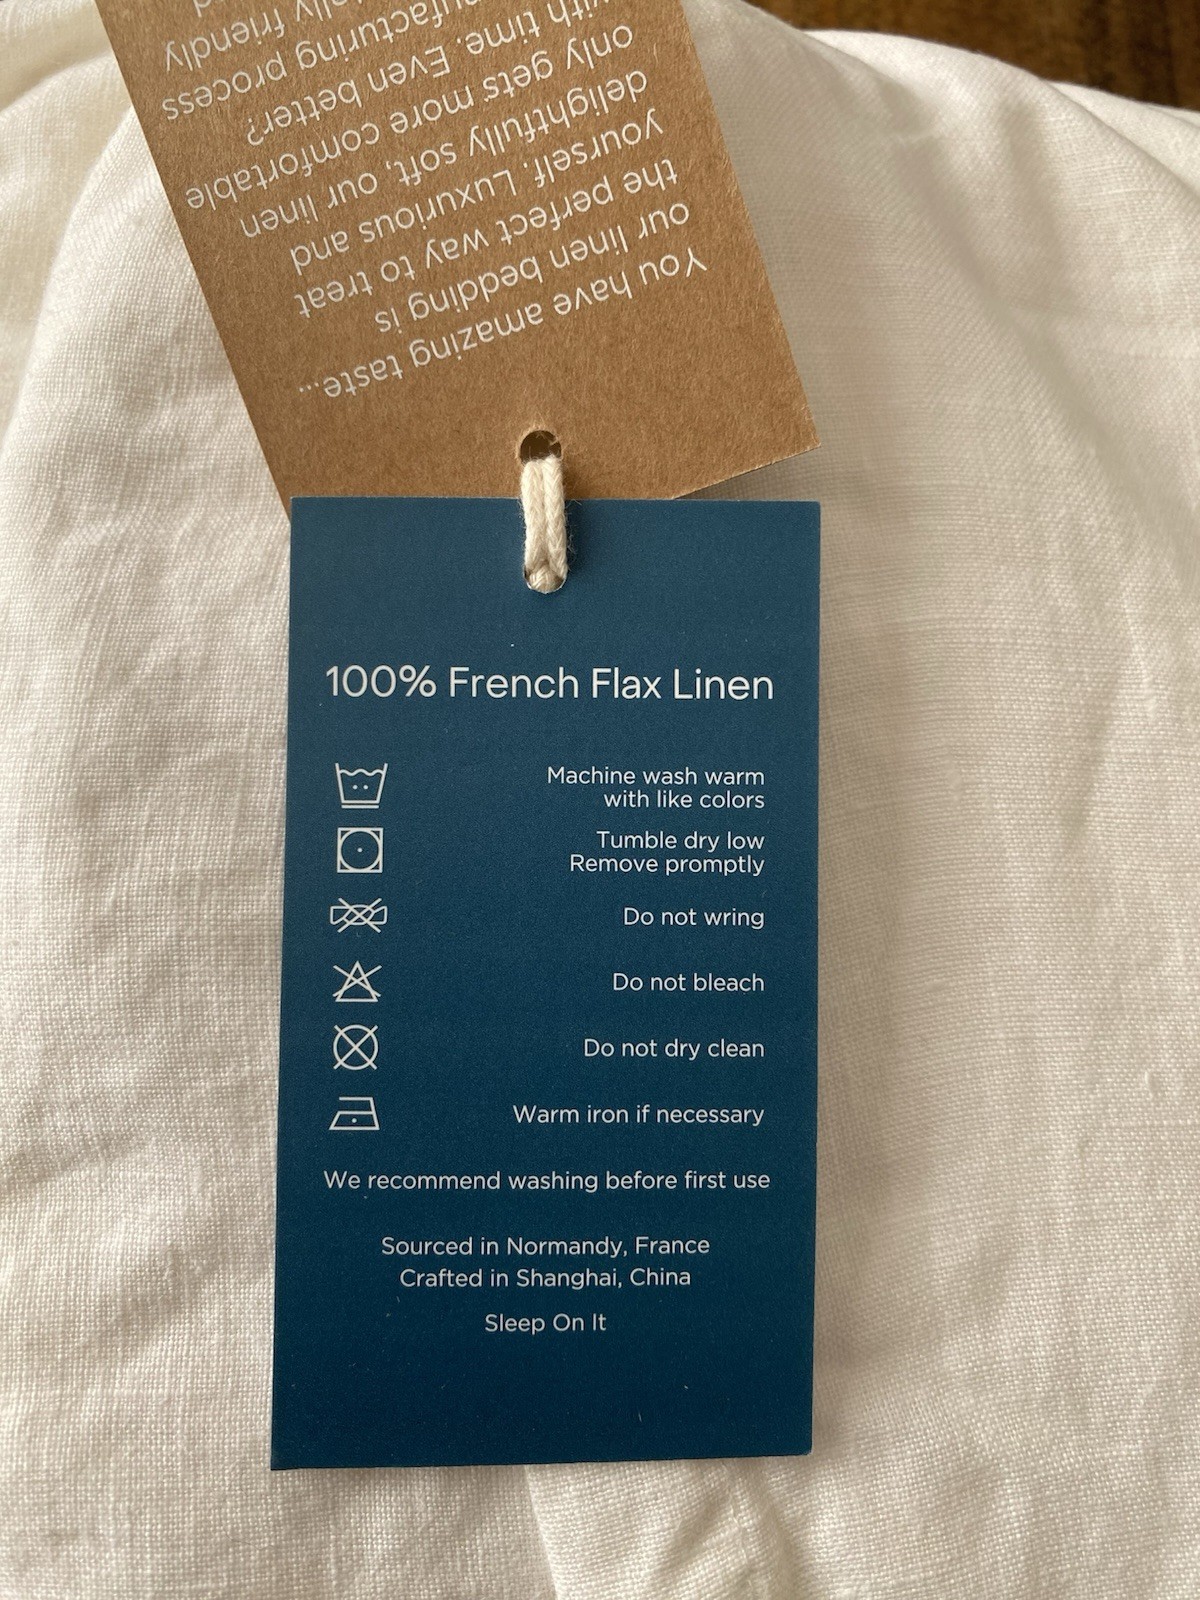 You have amazing taste...
our linen bedding is
the perfect way to treat
yourself. Luxurious and
delightfully soft, our linen
only gets more comfortable
with time. Even better?
process
friendly
100% French Flax Linen
Machine wash warm
with like colors
Tumble dry low
Remove promptly
Do not wring
Do not bleach
Do not dry clean
Warm iron if necessary
We recommend washing before first use
Sourced in Normandy, France
Crafted in Shanghai, China
Sleep On It